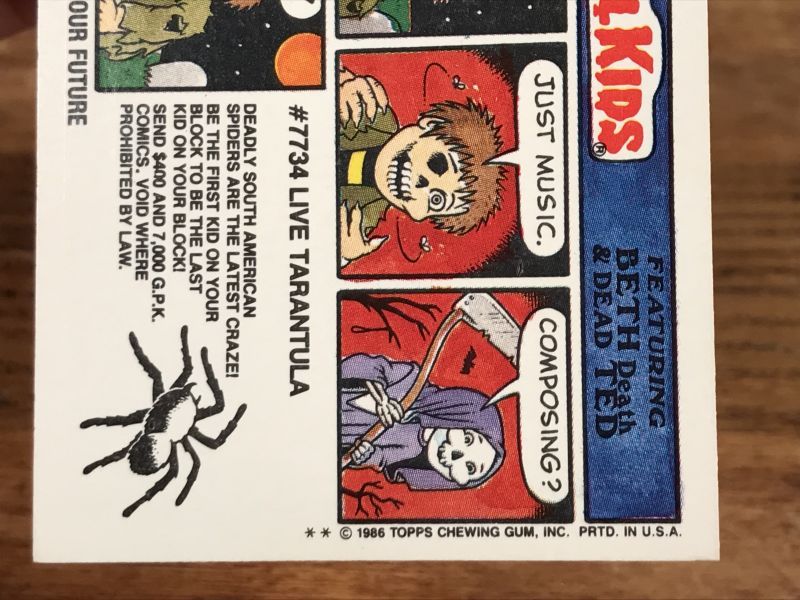 L KIDS®
FEATURING
BETH Death
& DEAD TED
JUST MUSIC.
COMPOSING?
OUR FUTURE
#7734 LIVE TARANTULA
DEADLY SOUTH AMERICAN
SPIDERS ARE THE LATEST CRAZE!
BE THE FIRST KID ON YOUR
BLOCK TO BE THE LAST
KID ON YOUR BLOCK!
SEND $400 AND 7,000 G.P.K.
COMICS. VOID WHERE
PROHIBITED BY LAW.
** © 1986 TOPPS CHEWING GUM, INC. PRTD. IN U.S.A.